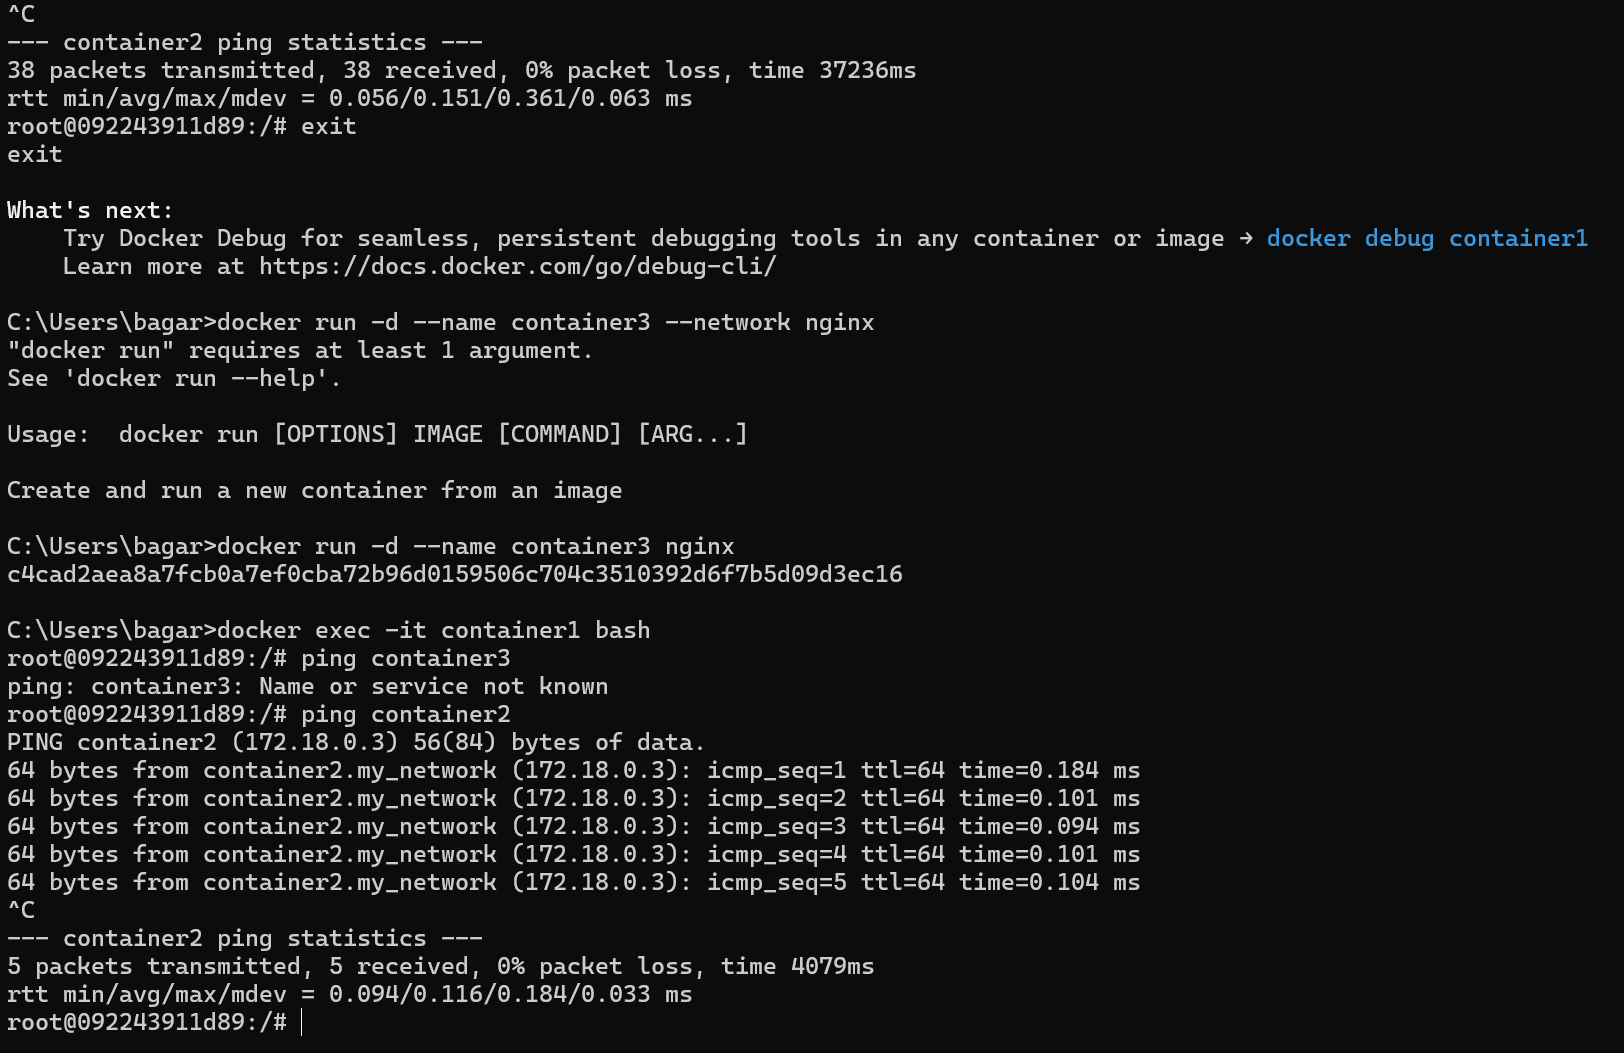 ^C
--- container2 ping statistics ---
38 packets transmitted, 38 received, 0% packet loss, time 37236ms
rtt min/avg/max/mdev = 0.056/0.151/0.361/0.063 ms
root@092243911d89:/# exit
exit
What's next:
    Try Docker Debug for seamless, persistent debugging tools in any container or image → docker debug container1
    Learn more at https://docs.docker.com/go/debug-cli/
C:\Users\bagar>docker run -d --name container3 --network nginx
"docker run" requires at least 1 argument.
See 'docker run --help'.
Usage:  docker run [OPTIONS] IMAGE [COMMAND] [ARG...]
Create and run a new container from an image
C:\Users\bagar>docker run -d --name container3 nginx
c4cad2aea8a7fcb0a7ef0cba72b96d0159506c704c3510392d6f7b5d09d3ec16
C:\Users\bagar>docker exec -it container1 bash
root@092243911d89:/# ping container3
ping: container3: Name or service not known
root@092243911d89:/# ping container2
PING container2 (172.18.0.3) 56(84) bytes of data.
64 bytes from container2.my_network (172.18.0.3): icmp_seq=1 ttl=64 time=0.184 ms
64 bytes from container2.my_network (172.18.0.3): icmp_seq=2 ttl=64 time=0.101 ms
64 bytes from container2.my_network (172.18.0.3): icmp_seq=3 ttl=64 time=0.094 ms
64 bytes from container2.my_network (172.18.0.3): icmp_seq=4 ttl=64 time=0.101 ms
64 bytes from container2.my_network (172.18.0.3): icmp_seq=5 ttl=64 time=0.104 ms
^C
--- container2 ping statistics ---
5 packets transmitted, 5 received, 0% packet loss, time 4079ms
rtt min/avg/max/mdev = 0.094/0.116/0.184/0.033 ms
root@092243911d89:/#